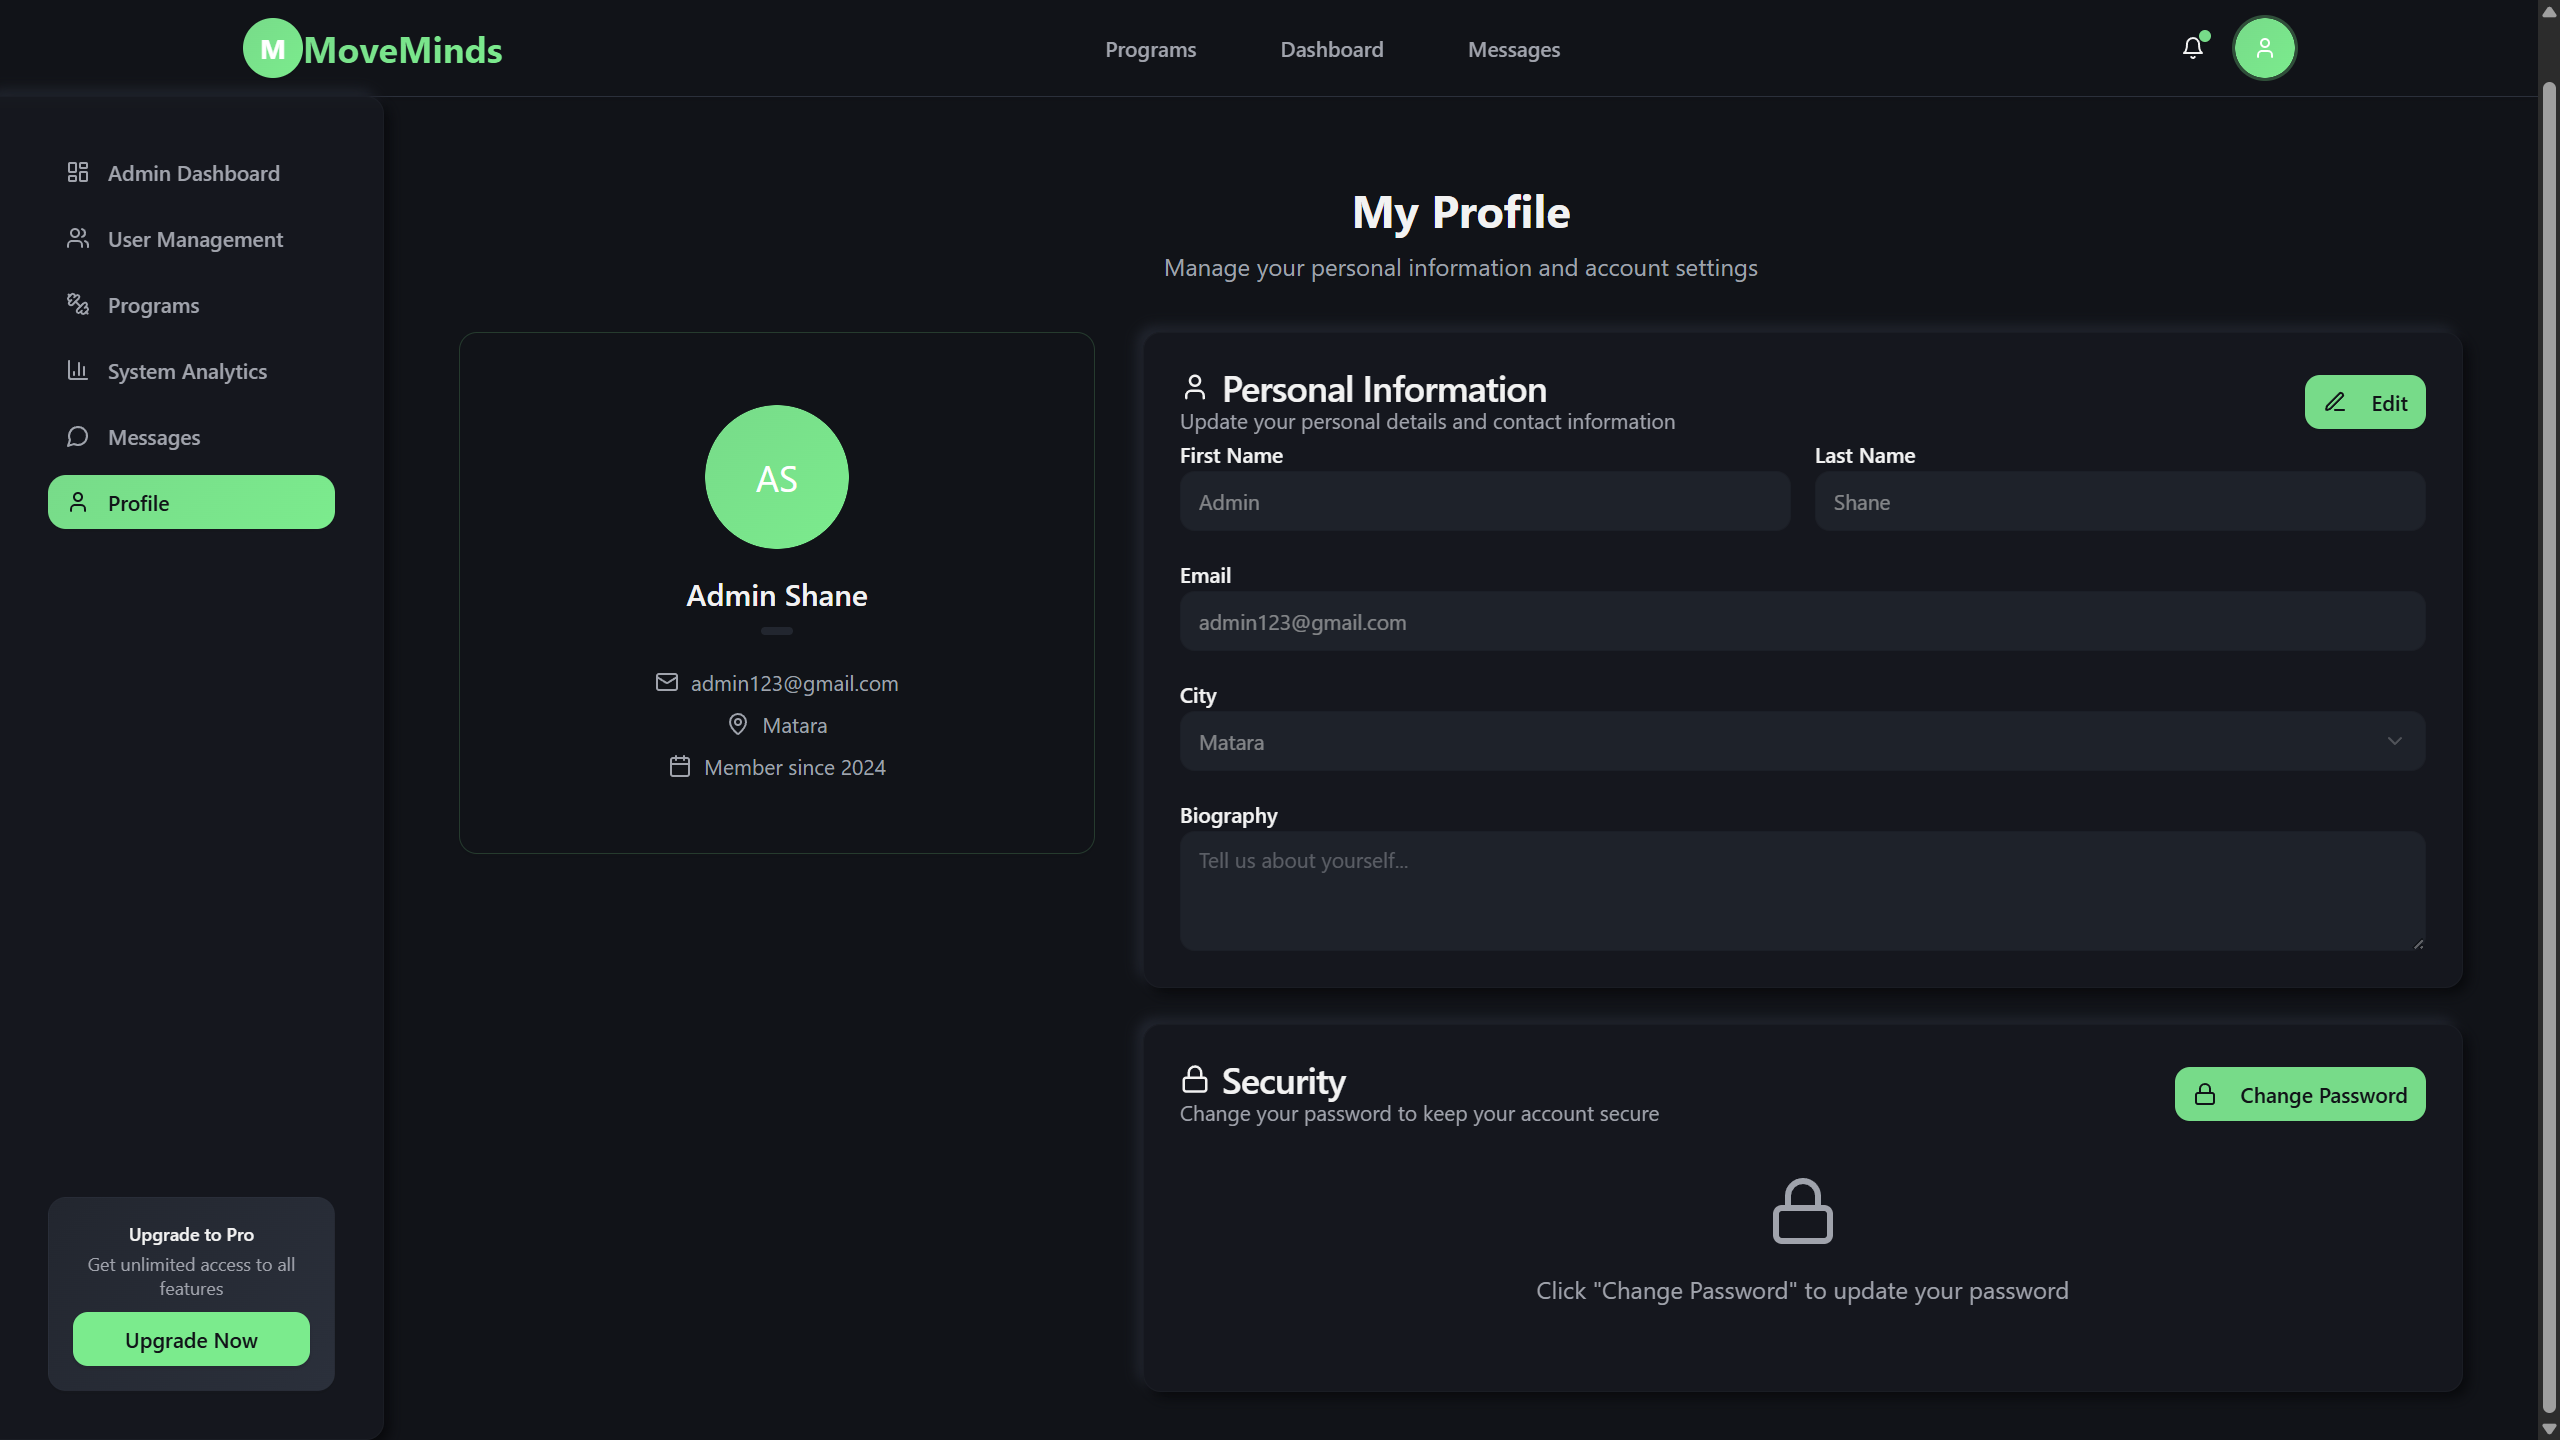 M MoveMinds
Programs
Dashboard
Messages
Admin Dashboard
User Management
Programs
System Analytics
Messages
Profile
Upgrade to Pro
Get unlimited access to all
features
Upgrade Now
My Profile
Manage your personal information and account settings
AS
Admin Shane
admin123@gmail.com
Matara
Member since 2024
Personal Information
Update your personal details and contact information
Edit
First Name
Admin
Last Name
Shane
Email
admin123@gmail.com
City
Matara
Biography
Tell us about yourself...
Security
Change your password to keep your account secure
Change Password
Click "Change Password" to update your password